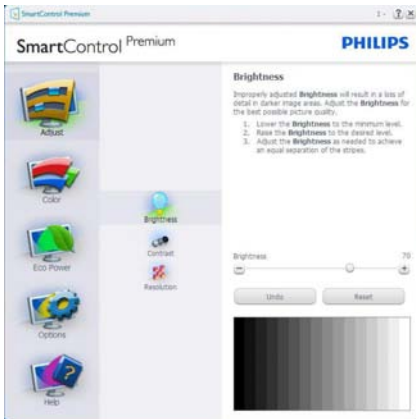 SmartControl Premium
SmartControl Premium
PHILIPS
Adjust
Color
Eco Power
Options
Help
Brightness
Contrast
Resolution
Brightness
Improperly adjusted Brightness will result in a loss of
detail in darker image areas. Adjust the Brightness for
the best possible picture quality.
1. Lower the Brightness to the minimum level.
2. Raise the Brightness to the desired level.
3. Adjust the Brightness as needed to achieve
an equal separation of the stripes.
Brightness
70
Undo
Reset